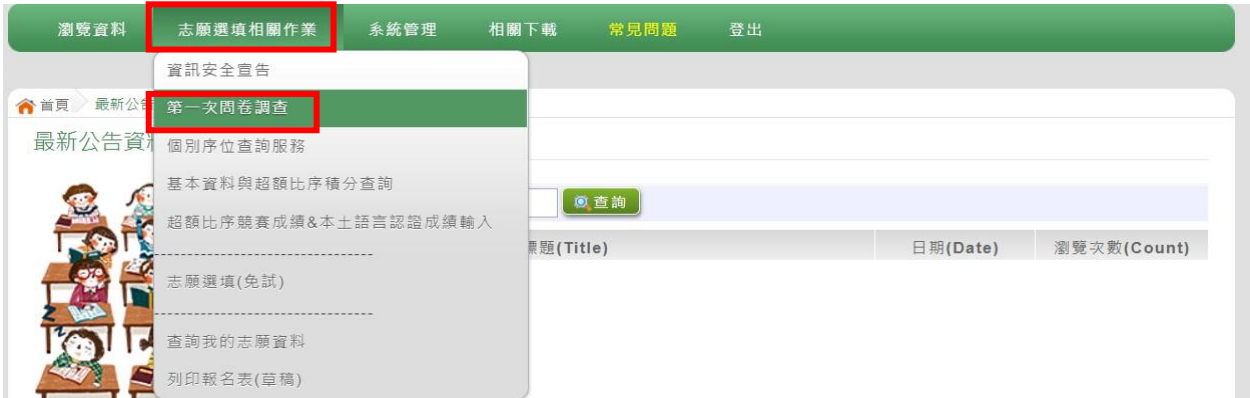 瀏覽資料 志願選填相關作業 系統管理 相關下載 常見問題 登出
資訊安全宣告
首頁 最新公告
第一次問卷調查
最新公告資
個別序位查詢服務
基本資料與超額比序積分查詢
查詢
超額比序競賽成績&本土語言認證成績輸入
標題(Title) 日期(Date) 瀏覽次數(Count)
--------------------------------
志願選填(免試)
--------------------------------
查詢我的志願資料
列印報名表(草稿)